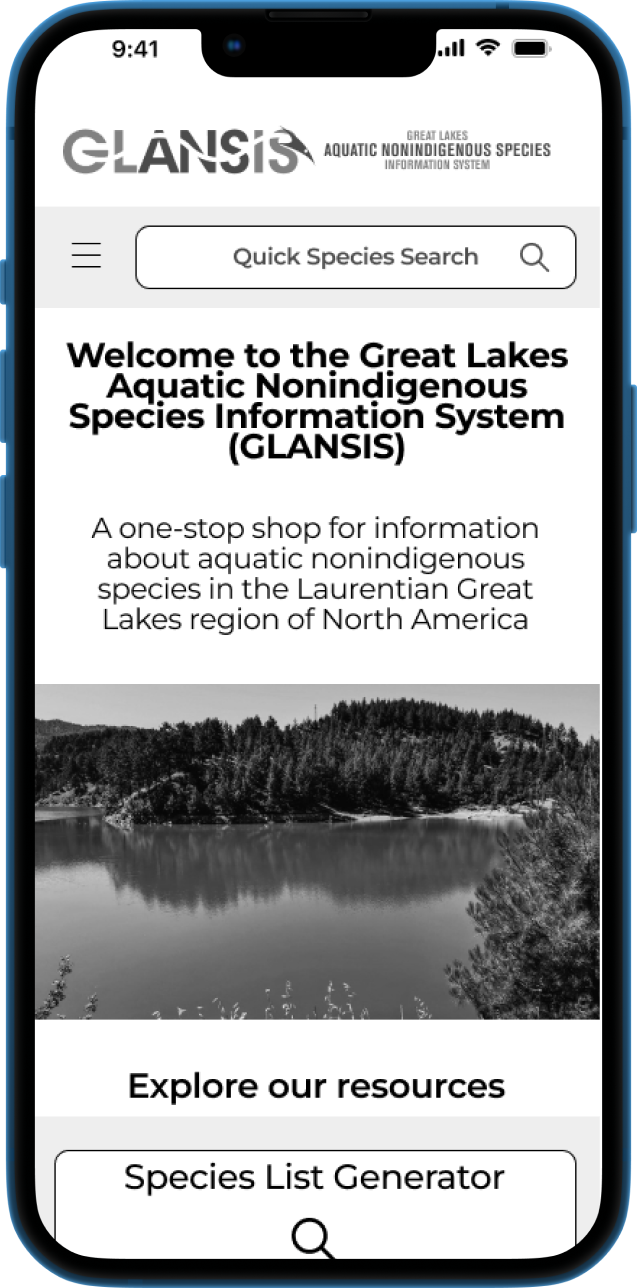 9:41
GLANSIS
GREAT LAKES
AQUATIC NONINDIGENOUS SPECIES
INFORMATION SYSTEM
Quick Species Search
Welcome to the Great Lakes
Aquatic Nonindigenous
Species Information System
(GLANSIS)
A one-stop shop for information
about aquatic nonindigenous
species in the Laurentian Great
Lakes region of North America
Explore our resources
Species List Generator